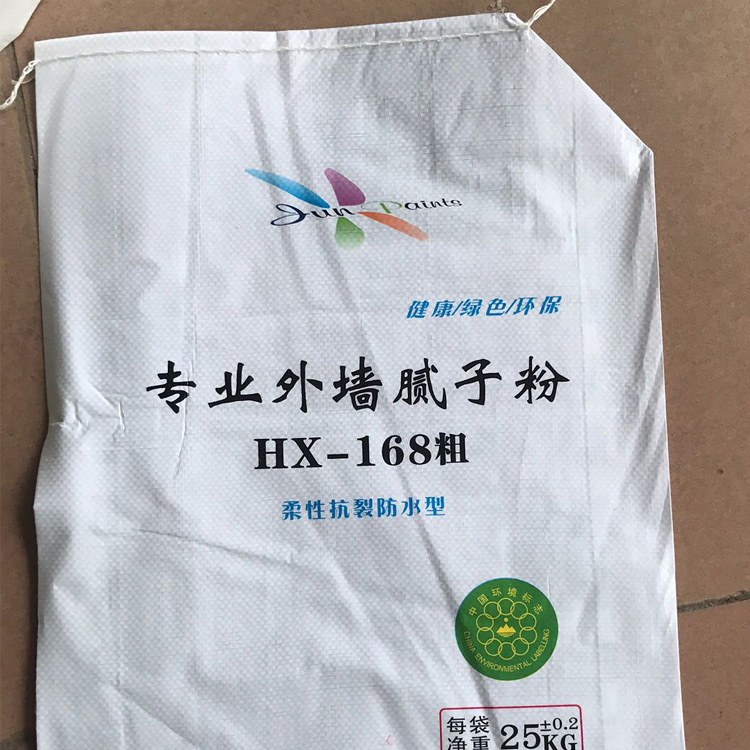 Jun Paints
健康/绿色/环保
专业外墙腻子粉
HX-168粗
柔性抗裂防水型
中国环境标志
CHINA ENVIRONMENTAL LABELLING
每袋净重 25±0.2KG